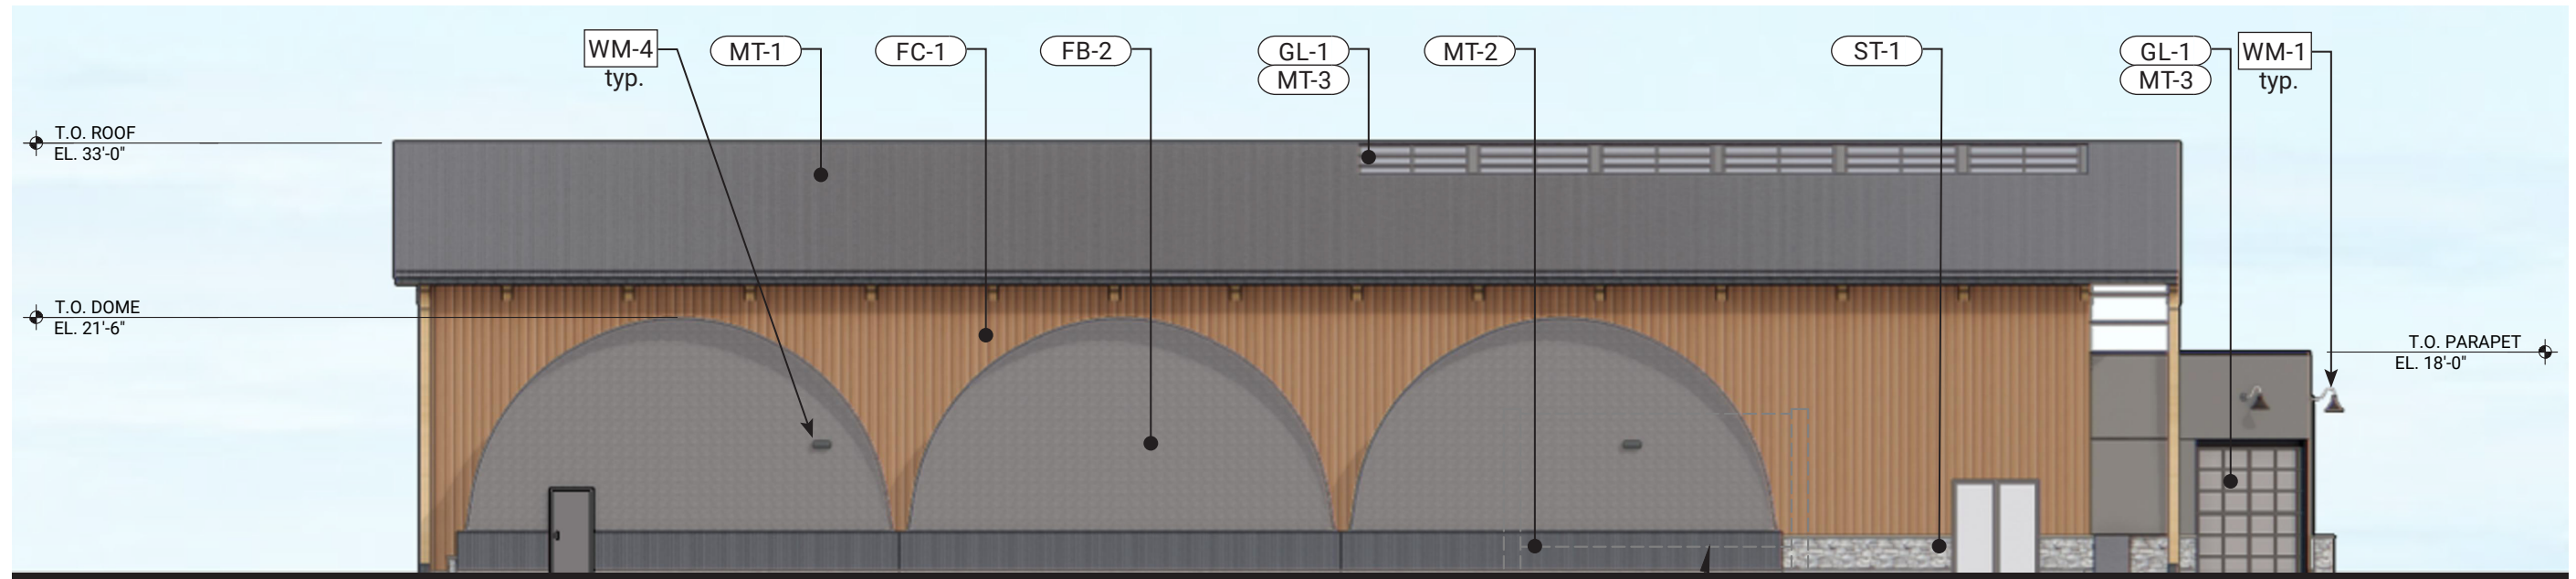 WM-4
typ.
MT-1
FC-1
FB-2
GL-1
MT-3
MT-2
ST-1
GL-1
MT-3
WM-1
typ.
T.O. ROOF
EL. 33'-0"
T.O. DOME
EL. 21'-6"
T.O. PARAPET
EL. 18'-0"